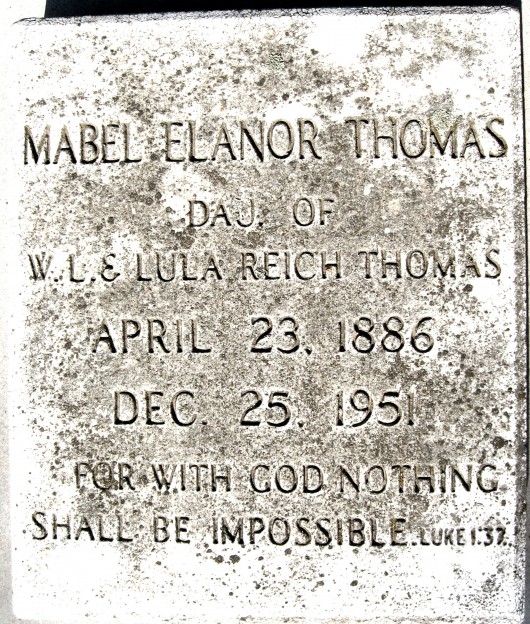 MABEL ELANOR THOMAS
DAU. OF
W. L. & LULA REICH THOMAS
APRIL 23, 1886
DEC. 25, 1951
FOR WITH GOD NOTHING
SHALL BE IMPOSSIBLE. LUKE 1:37